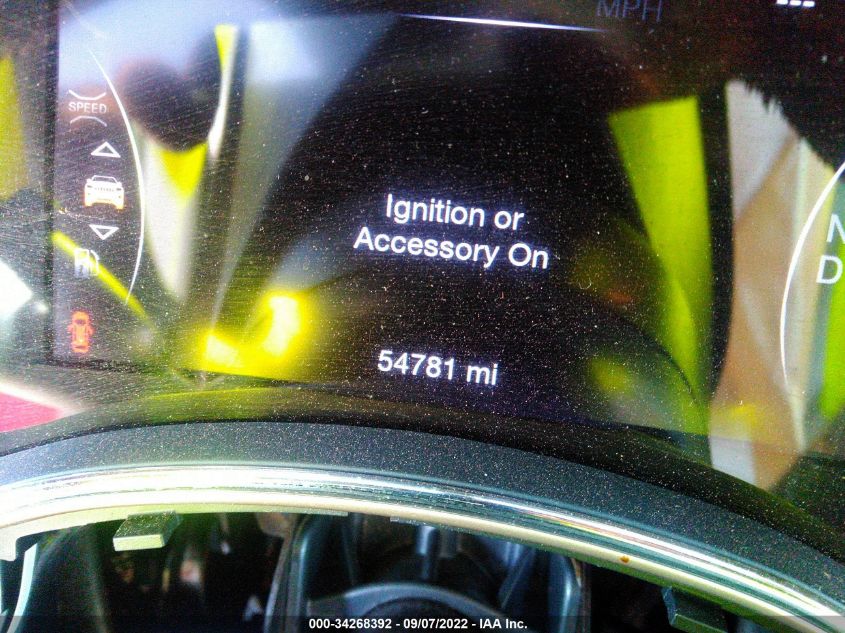 MPH
SPEED
Ignition or
Accessory On
54781 mi
000-34268392 - 09/07/2022 - IAA Inc.